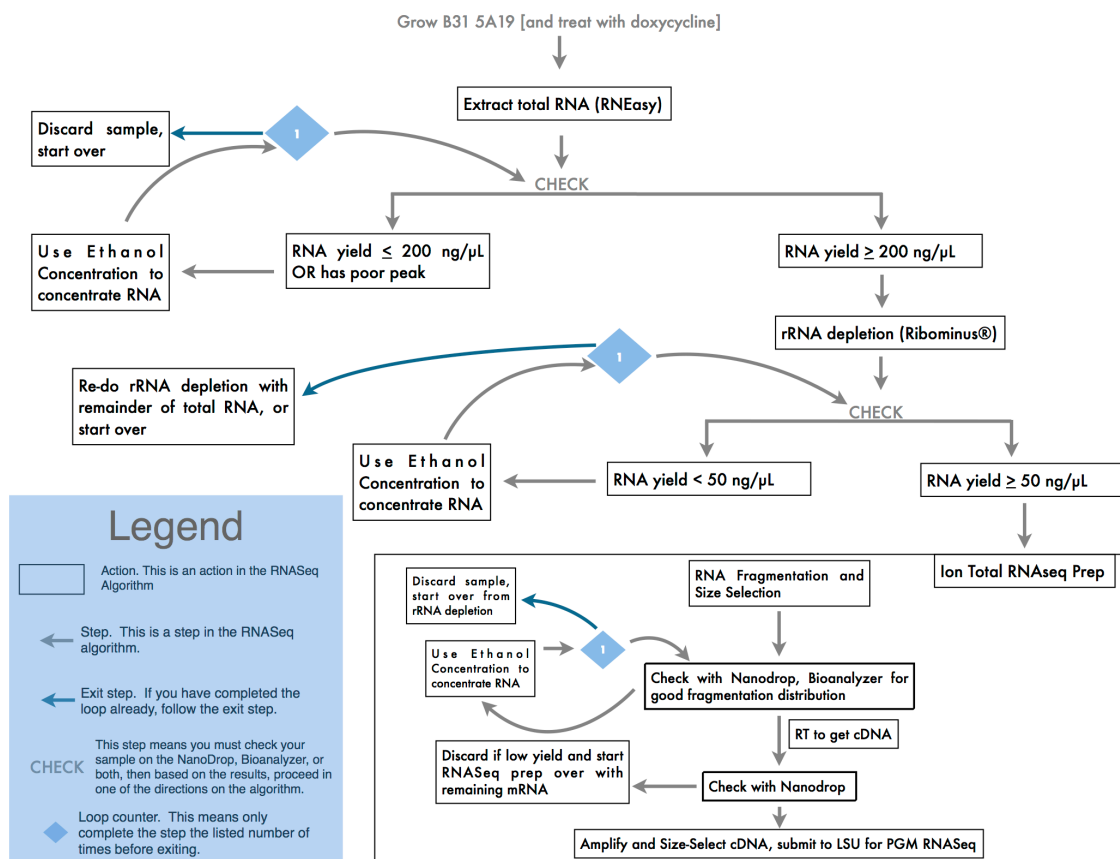 Grow B31 5A19 [and treat with doxycycline]
Extract total RNA (RNEasy)
Discard sample,
start over
1
CHECK
Use Ethanol
Concentration to
concentrate RNA
RNA yield ≤ 200 ng/µL
OR has poor peak
RNA yield ≥ 200 ng/µL
rRNA depletion (Ribominus®)
1
Re-do rRNA depletion with
remainder of total RNA, or
start over
CHECK
Use Ethanol
Concentration to
concentrate RNA
RNA yield < 50 ng/µL
RNA yield ≥ 50 ng/µL
Legend
Action. This is an action in the RNASeq
Algorithm
Step. This is a step in the RNASeq
algorithm.
Exit step. If you have completed the
loop already, follow the exit step.
CHECK
This step means you must check your
sample on the NanoDrop, Bioanalyzer, or
both, then based on the results, proceed in
one of the directions on the algorithm.
Loop counter. This means only
complete the step the listed number of
times before exiting.
Ion Total RNAseq Prep
RNA Fragmentation and
Size Selection
Discard sample,
start over from
rRNA depletion
1
Use Ethanol
Concentration to
concentrate RNA
Check with Nanodrop, Bioanalyzer for
good fragmentation distribution
RT to get cDNA
Discard if low yield and start
RNASeq prep over with
remaining mRNA
Check with Nanodrop
Amplify and Size-Select cDNA, submit to LSU for PGM RNASeq